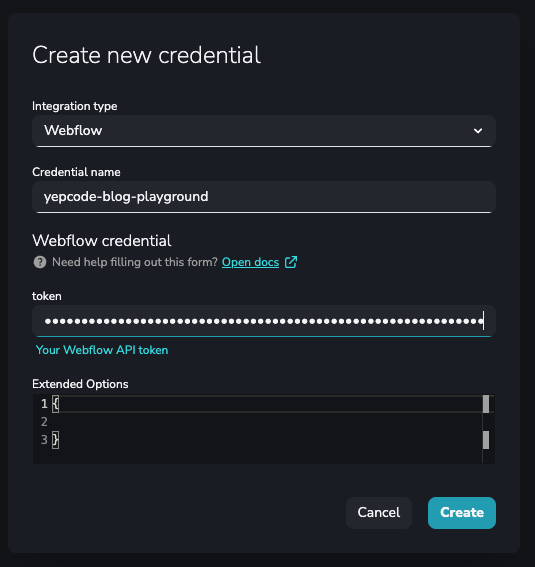 Create new credential
Integration type
Webflow
Credential name
yepcode-blog-playground
Webflow credential
? Need help filling out this form? Open docs
token
••••••••••••••••••••••••••••••••••••••••••••••••••••••••••••
Your Webflow API token
Extended Options
1 {
2
3 }
Cancel Create